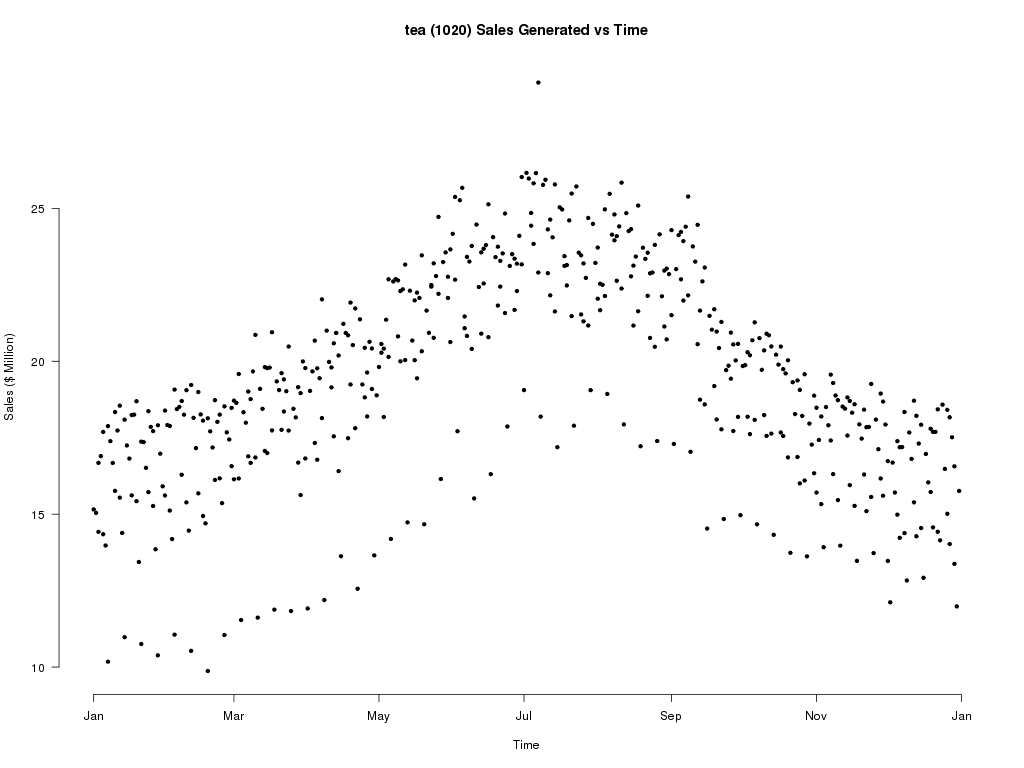 tea (1020) Sales Generated vs Time
Sales ($ Million)
25
20
15
10
Jan Mar May Jul Sep Nov Jan
Time